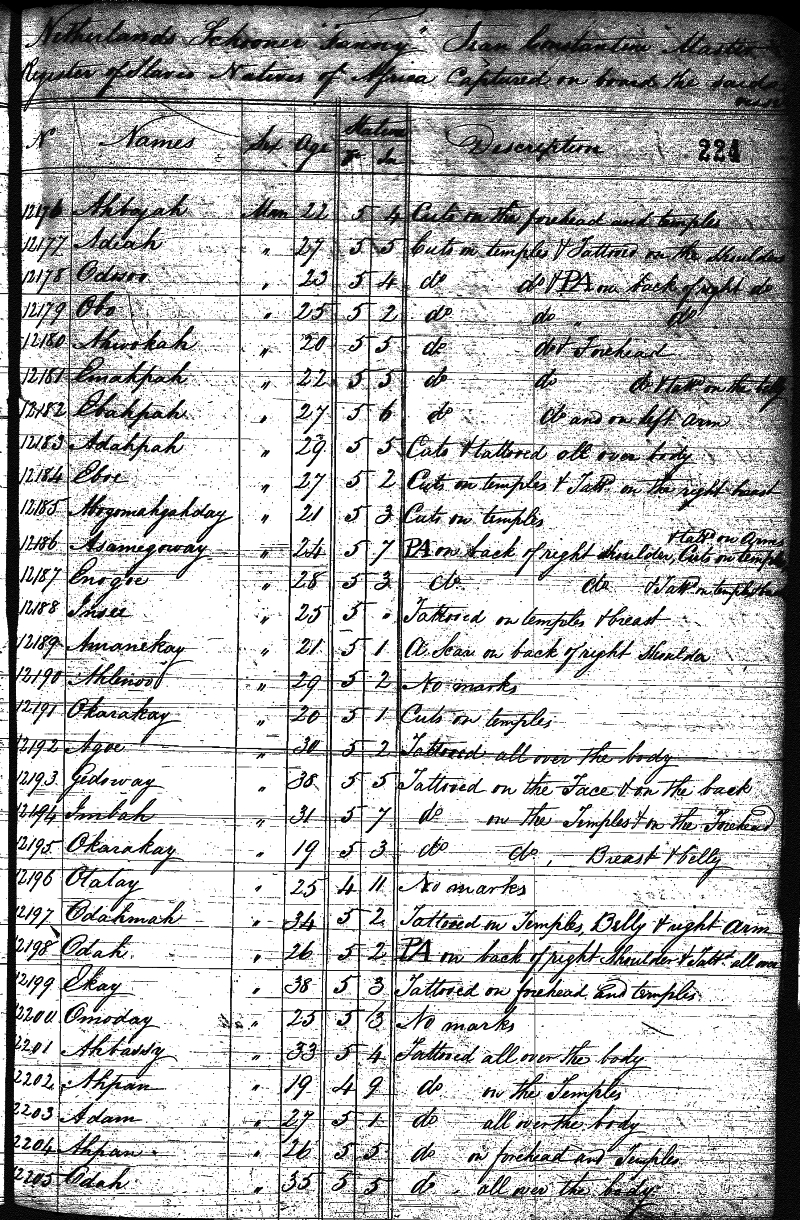 Netherlands Schooner "Fanny" Jean Constantin Master
Register of Slaves Natives of Africa Captured on board the said
224
No Names Sex Age Stature Description
Ft In
12176 Ahbojah Man 22 5 4 Cuts on the forehead and temples
12177 Adiah " 27 5 5 Cuts on temples & Tattooed on the shoulders
12178 " 23 5 4 do do & PA on back of right do
12179 Obo " 25 5 2 do do " do
12180 " 20 5 5 do do & Forehead
12181 Emahpah " 22 5 5 do do do & tatd on the belly
12182 Ebahpah " 27 5 6 do do and on left arm
12183 Adahpah " 29 5 5 Cuts & tattooed all over body
12184 Eboe " 27 5 2 Cuts on temples & Tattd on the right breast
12185 Abogomahgahday " 21 5 3 Cuts on temples
& tattd on Arms
12186 Asamegoway " 24 5 7 PA on back of right shoulder, Cuts on temples
12187 Enogoe " 28 5 3 do do & Tattd on temples
12188 Insee " 25 5 " Tattooed on temples & breast
12189 Amanekay " 21 5 1 A Scar on back of right Shoulder
12190 Ahlenoo " 29 5 2 No marks
12191 Okarakay " 20 5 1 Cuts on temples
12192 Agoe " 30 5 2 Tattooed all over the body
12193 Gidoway " 38 5 5 Tattooed on the Face & on the back
12194 Imbah " 31 5 7 do on the Temples & on the Forehead
12195 Okarakay " 19 5 3 do do, Breast & belly
12196 Otatay " 25 4 11 No marks
12197 Odahmah " 34 5 2 Tattooed on Temples, Belly & right Arm
12198 Odah " 26 5 2 PA on back of right Shoulder & Tattd all over
12199 Ekay " 38 5 3 Tattooed on forehead and temples
12200 Omoday " 25 5 3 No marks
12201 Ahbassy " 33 5 4 Tattooed all over the body
12202 Ahpan " 19 4 9 do on the Temples
12203 Adam " 27 5 1 do all over the body
12204 Ahpan " 26 5 5 do on forehead and Temples
12205 Odah " 35 5 5 do all over the body